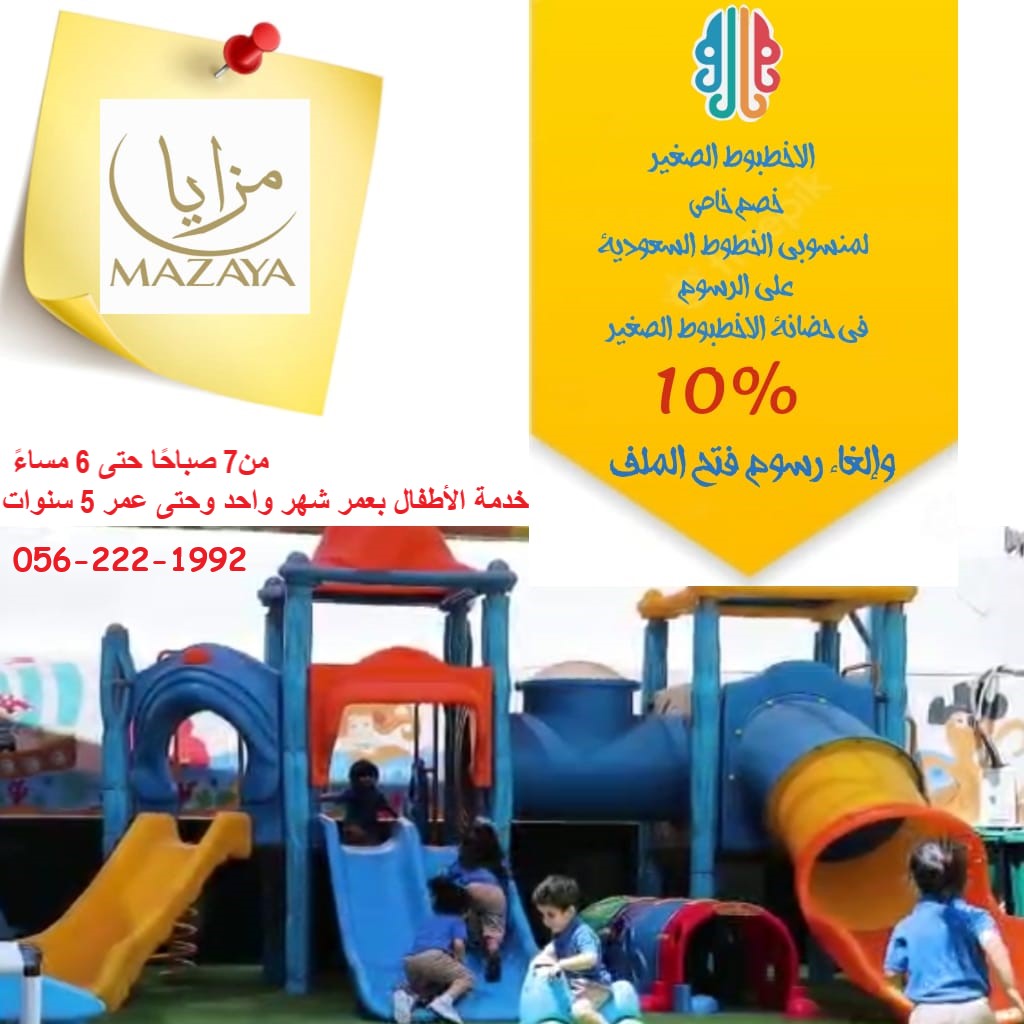 مزايا
MAZAYA
الاخطبوط الصغير
خصم خاص
لمنسوبى الخطوط السعودية
على الرسوم
فى حضانة الاخطبوط الصغير
10%
وإلغاء رسوم فتح الملف
من7 صباحًا حتى 6 مساءً
خدمة الأطفال بعمر شهر واحد وحتى عمر 5 سنوات
056-222-1992